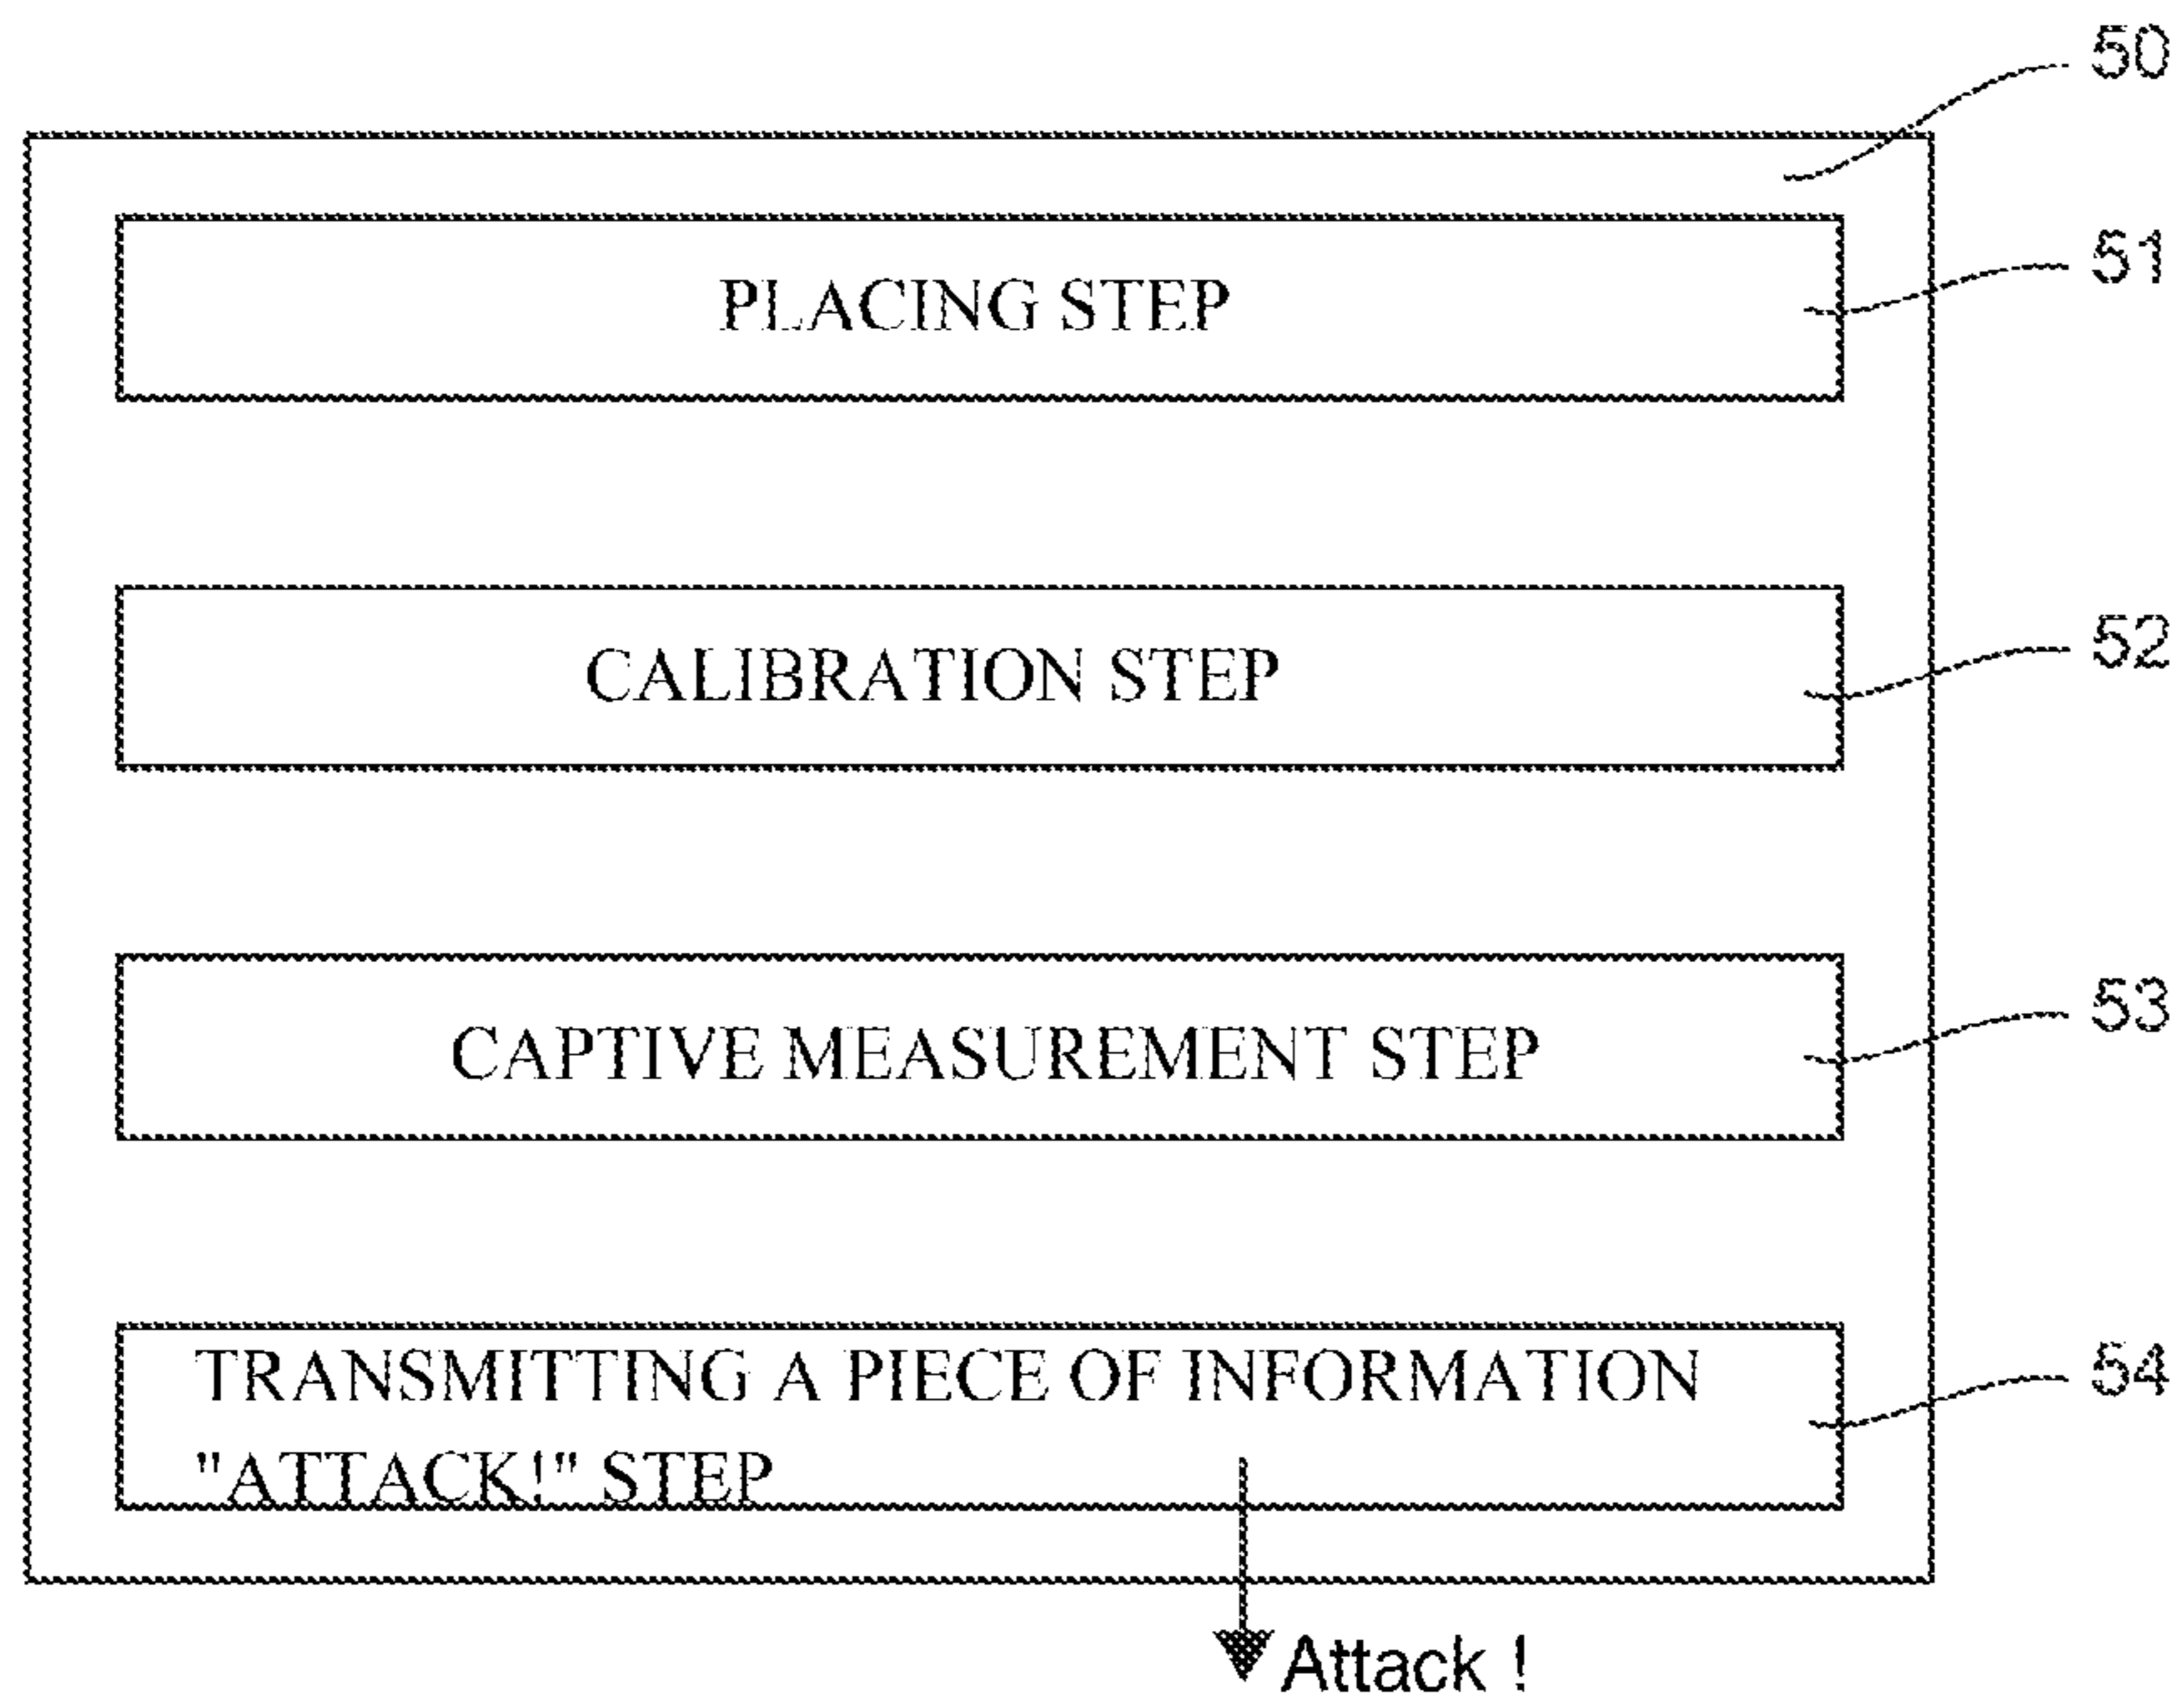 50
PLACING STEP
51
CALIBRATION STEP
52
CAPTIVE MEASUREMENT STEP
53
TRANSMITTING A PIECE OF INFORMATION
"ATTACK!" STEP
54
Attack !